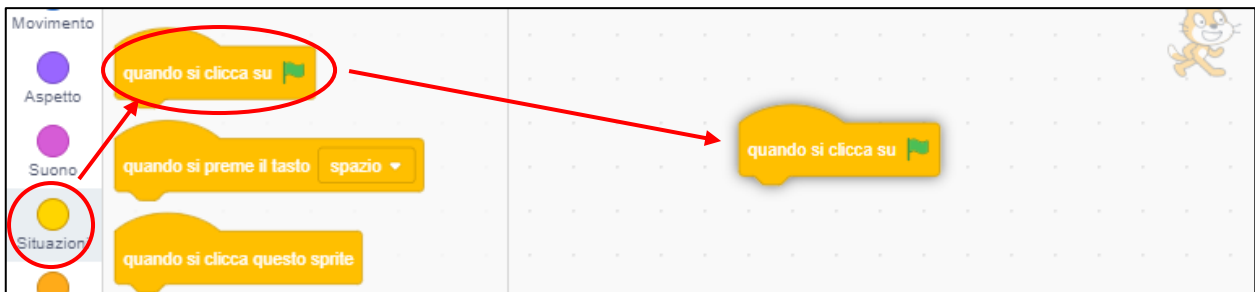 Movimento
Aspetto
Suono
Situazioni
quando si clicca su
quando si preme il tasto spazio
quando si clicca questo sprite
quando si clicca su